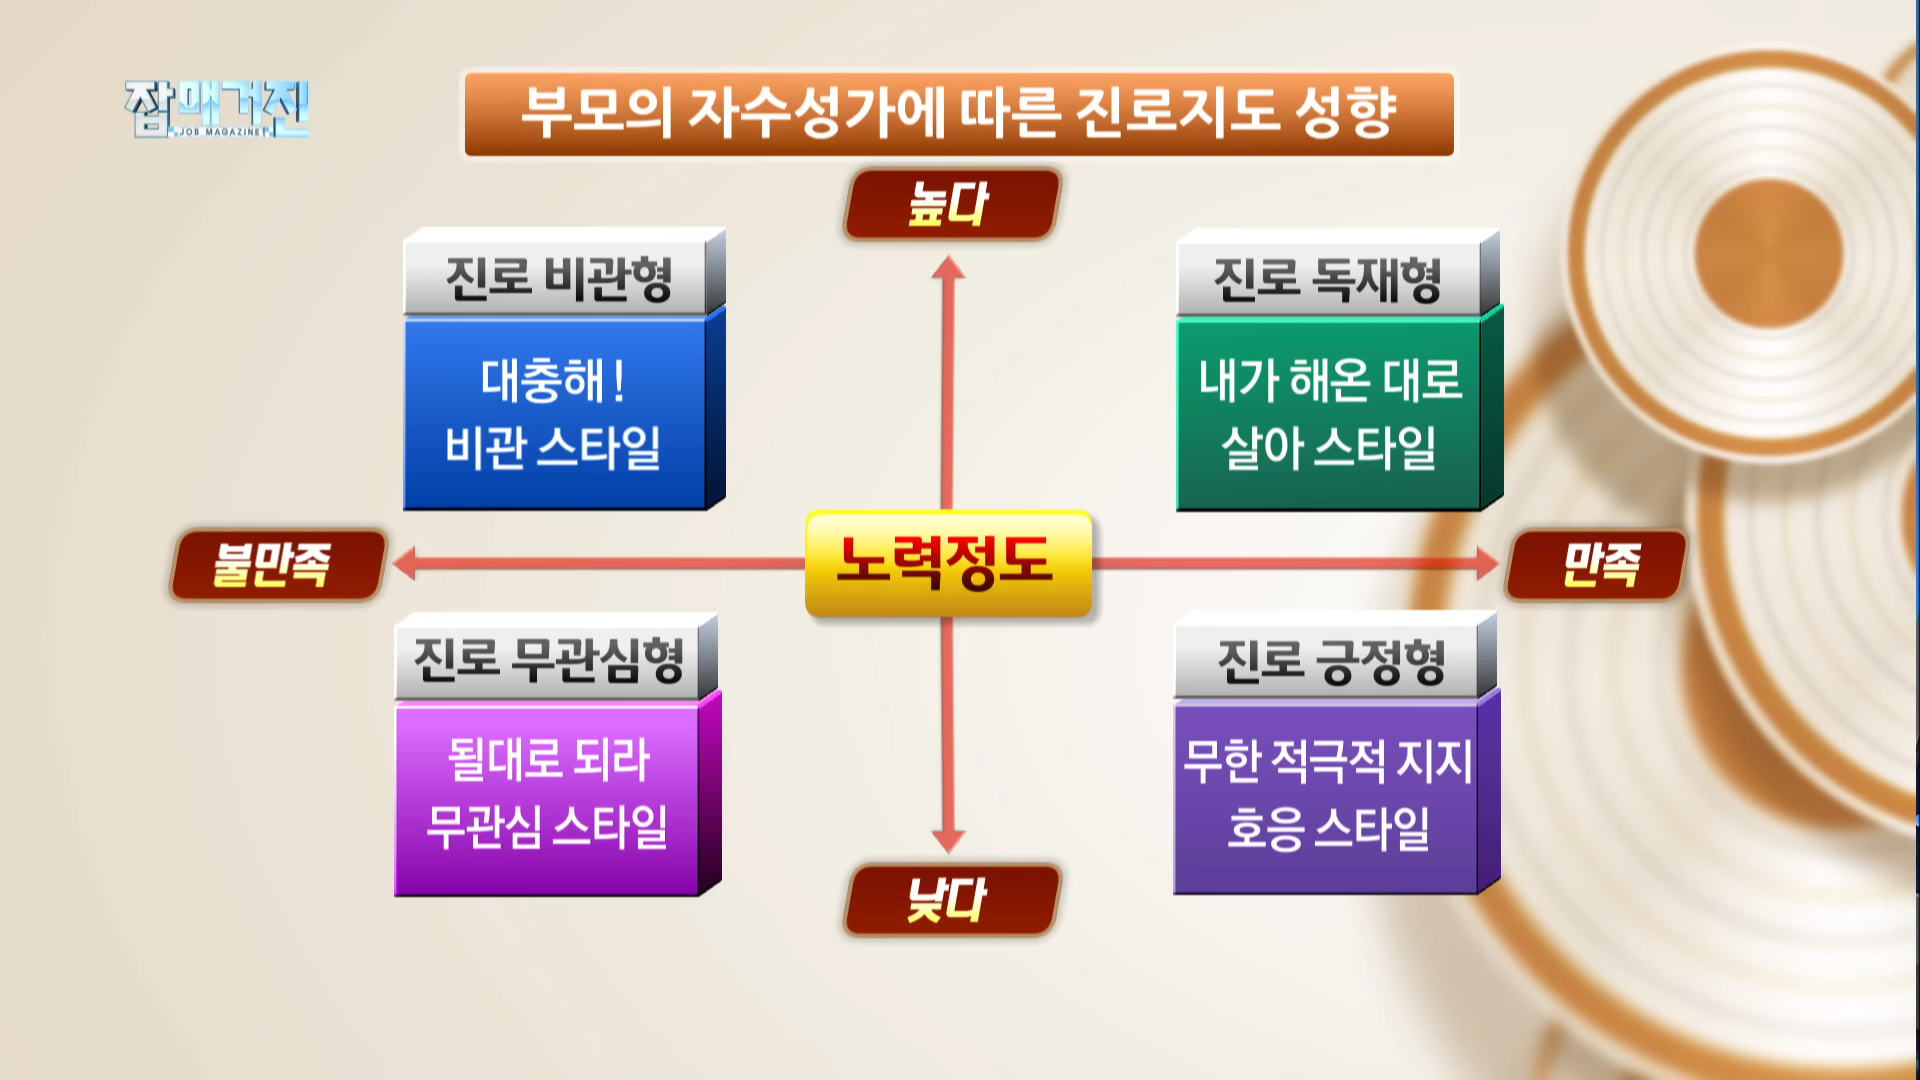 잡매거진
JOB MAGAZINE!
부모의 자수성가에 따른 진로지도 성향
높다
진로 비관형
대충해!
비관 스타일
진로 독재형
내가 해온 대로
살아 스타일
불만족
노력정도
만족
진로 무관심형
될대로 되라
무관심 스타일
진로 긍정형
무한 적극적 지지
호응 스타일
낮다